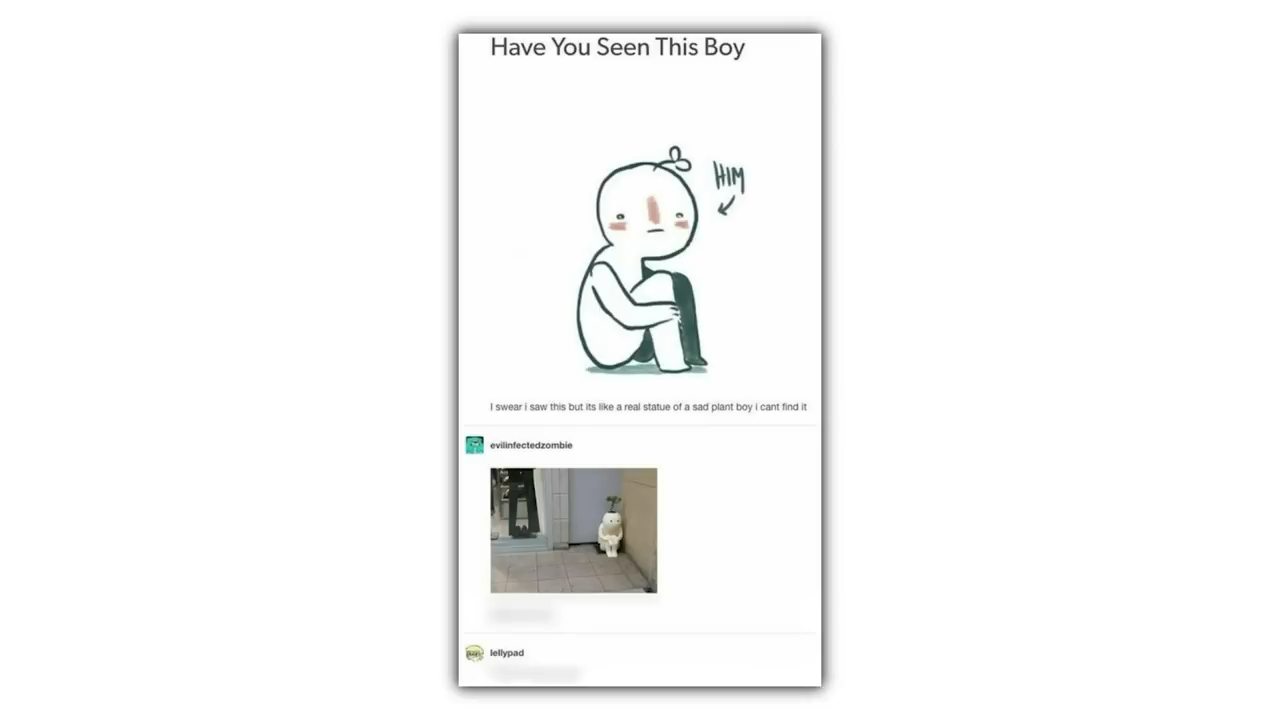 Have You Seen This Boy
HIM
I swear i saw this but its like a real statue of a sad plant boy i cant find it
evilinfectedzombie
lellypad